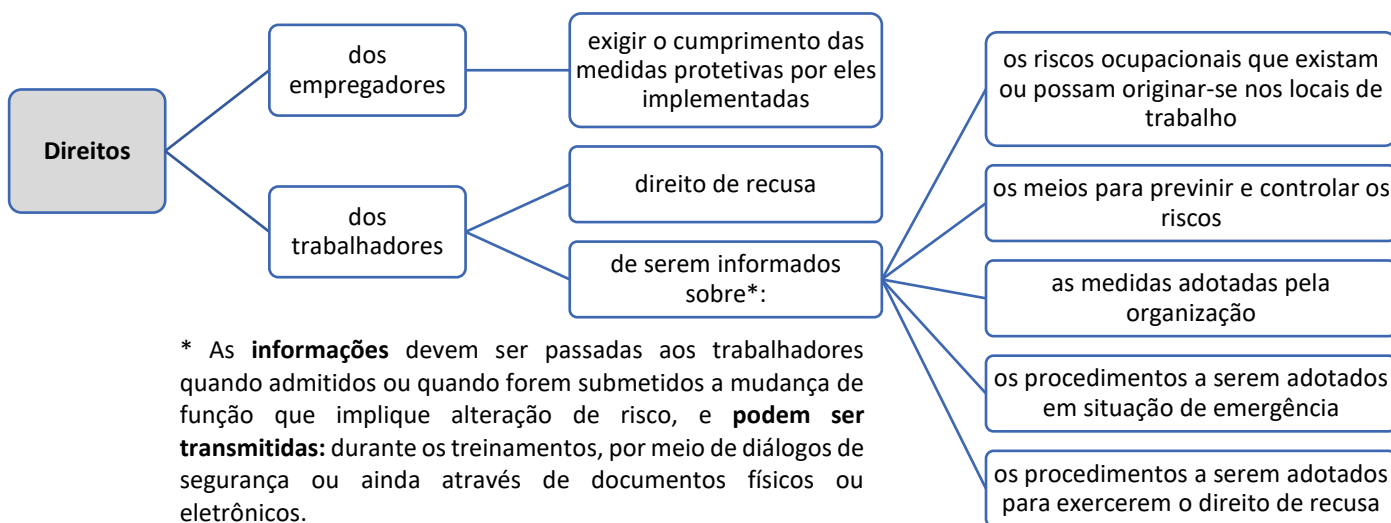 Direitos
dos
empregadores
exigir o cumprimento das
medidas protetivas por eles
implementadas
dos
trabalhadores
direito de recusa
de serem informados
sobre*:
os riscos ocupacionais que existam
ou possam originar-se nos locais de
trabalho
os meios para previnir e controlar os
riscos
as medidas adotadas pela
organização
os procedimentos a serem adotados
em situação de emergência
os procedimentos a serem adotados
para exercerem o direito de recusa
* As informações devem ser passadas aos trabalhadores
quando admitidos ou quando forem submetidos a mudança de
função que implique alteração de risco, e podem ser
transmitidas: durante os treinamentos, por meio de diálogos de
segurança ou ainda através de documentos físicos ou
eletrônicos.